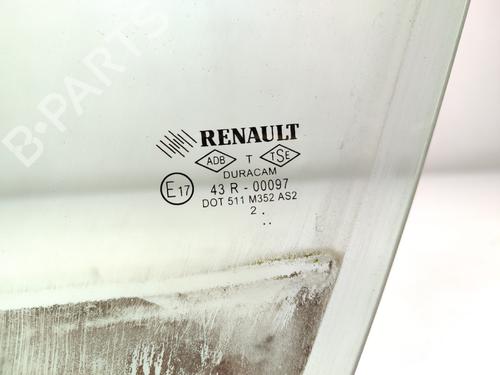 B-PARTS
RENAULT
ADB T TSE
DURACAM
E17 43 R - 00097
DOT 511 M352 AS2
2 .
..